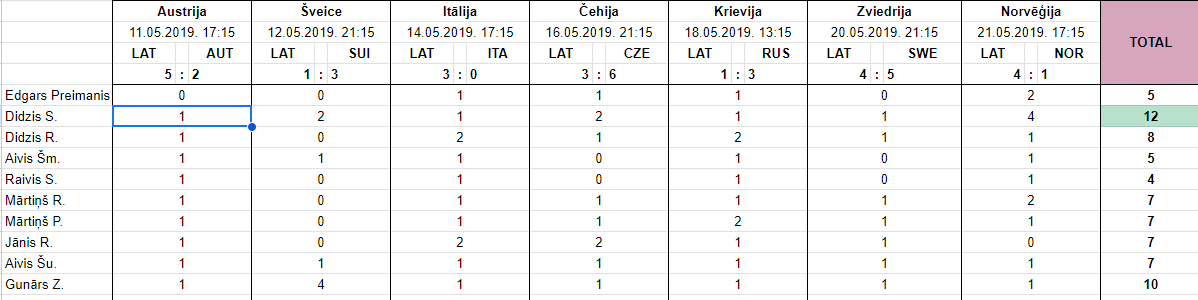 Austrija Šveice Itālija Čehija Krievija Zviedrija Norvēģija TOTAL
11.05.2019. 17:15 12.05.2019. 21:15 14.05.2019. 17:15 16.05.2019. 21:15 18.05.2019. 13:15 20.05.2019. 21:15 21.05.2019. 17:15
LAT AUT LAT SUI LAT ITA LAT CZE LAT RUS LAT SWE LAT NOR
5 : 2 1 : 3 3 : 0 3 : 6 1 : 3 4 : 5 4 : 1
Edgars Preimanis 0 0 1 1 1 0 2 5
Didzis S. 1 2 1 2 1 1 4 12
Didzis R. 1 0 2 1 2 1 1 8
Aivis Šm. 1 1 1 0 1 0 1 5
Raivis S. 1 0 1 0 1 0 1 4
Mārtiņš R. 1 0 1 1 1 1 2 7
Mārtiņš P. 1 0 1 1 2 1 1 7
Jānis R. 1 0 2 2 1 1 0 7
Aivis Šu. 1 1 1 1 1 1 1 7
Gunārs Z. 1 4 1 1 1 1 1 10